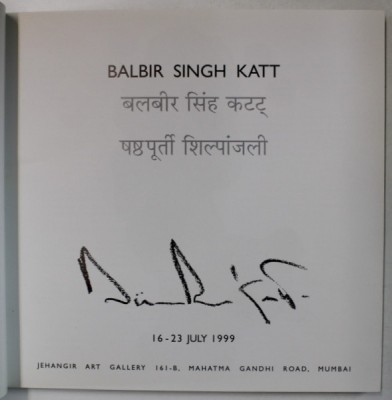 BALBIR SINGH KATT
बलबीर सिंह कटट्
षष्ठपूर्ती शिल्पांजली
16-23 JULY 1999
JEHANGIR ART GALLERY 161-B, MAHATMA GANDHI ROAD, MUMBAI